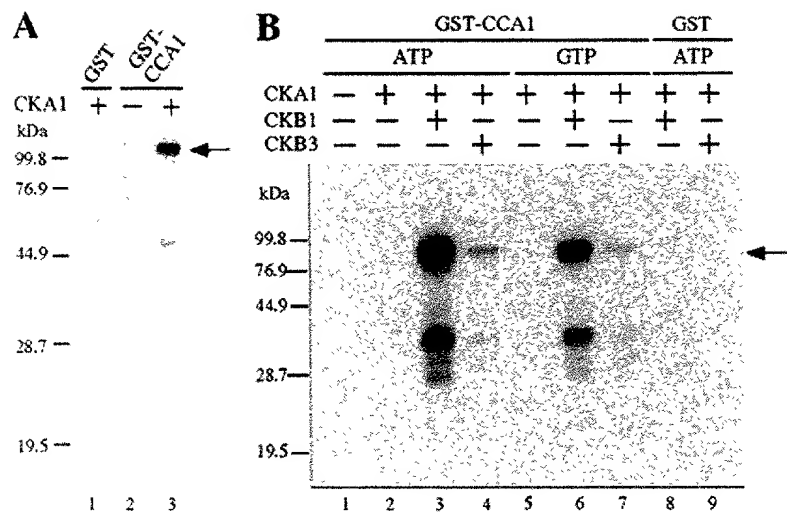 A
GST
GST-
CCA1
CKA1 + − +
kDa
99.8
76.9
44.9
28.7
19.5
1 2 3
B
GST-CCA1 GST
ATP GTP ATP
CKA1 − + + + + + + + +
CKB1 − − + − − + − + −
CKB3 − − − + − − + − +
kDa
99.8
76.9
44.9
28.7
19.5
1 2 3 4 5 6 7 8 9